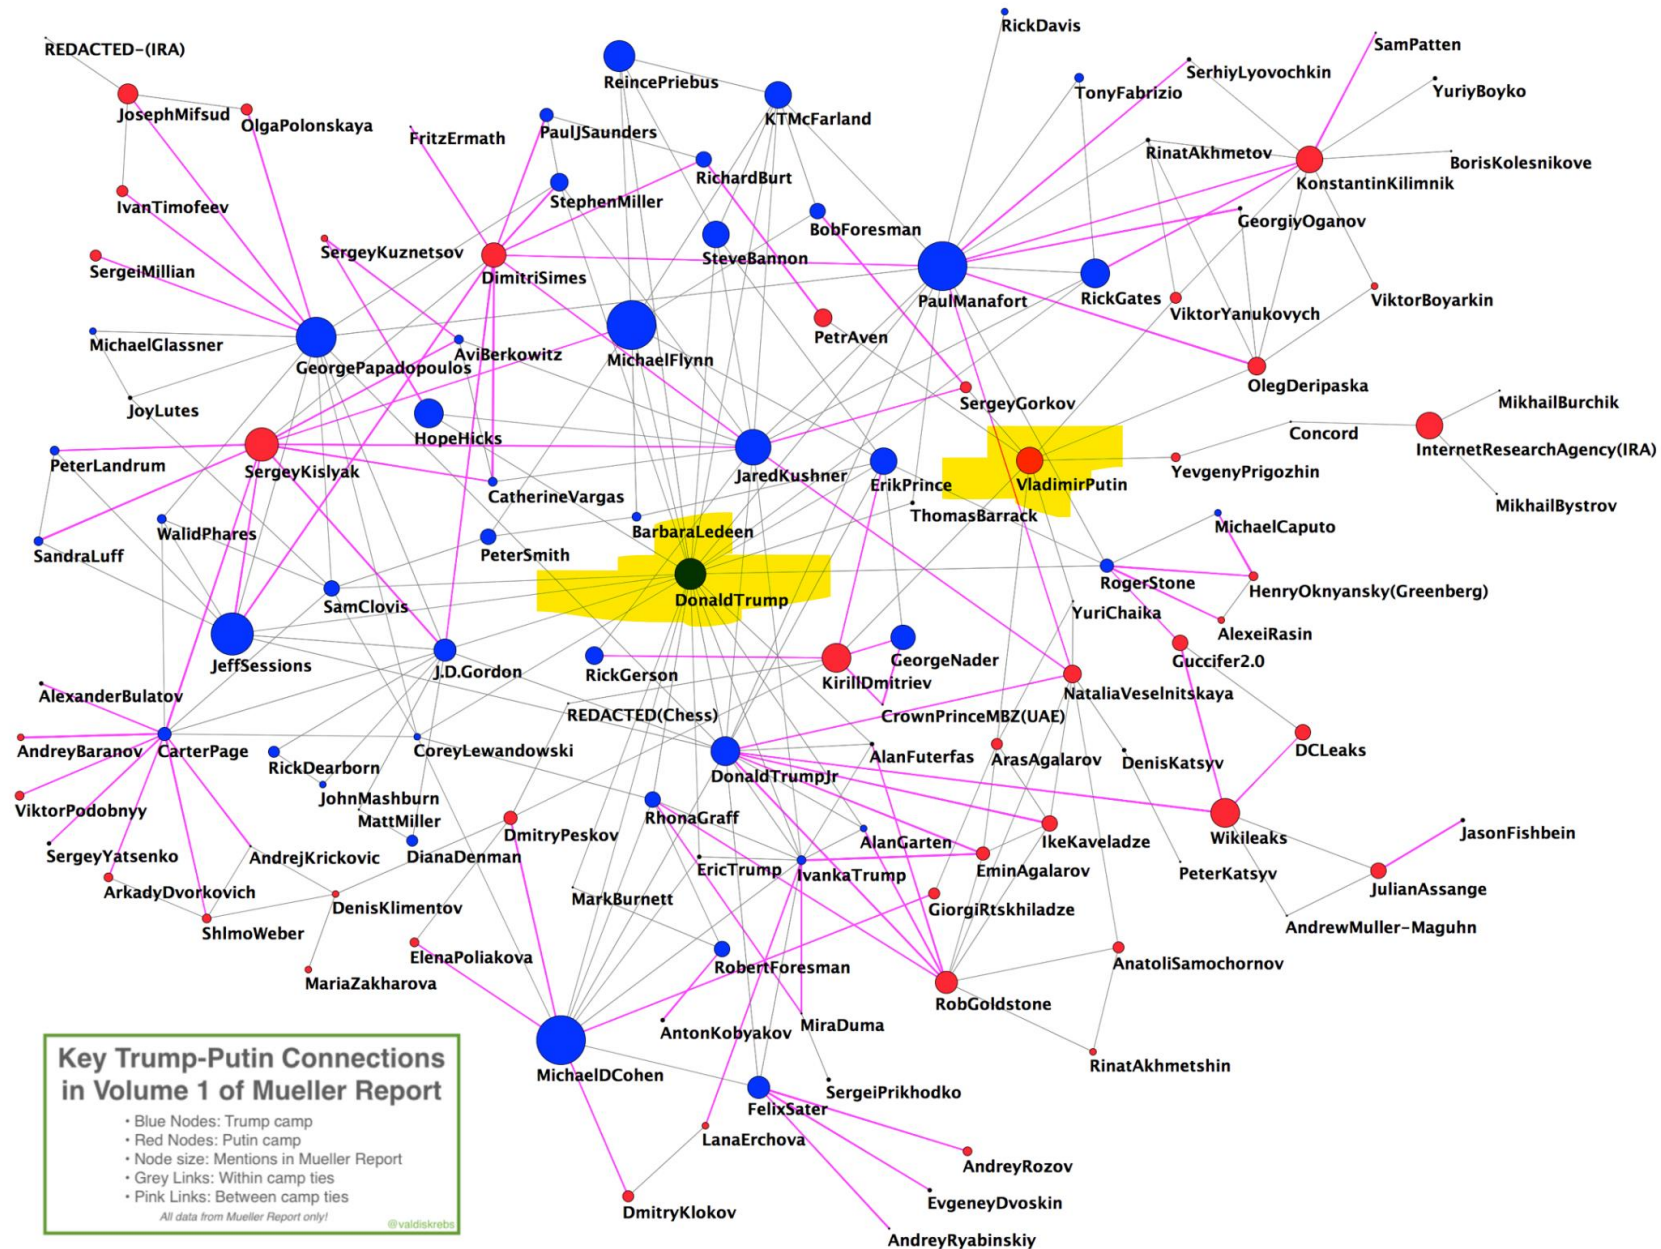 RickDavis
REDACTED-(IRA)
SamPatten
SerhiyLyovochkin
ReincePriebus
TonyFabrizio
YuriyBoyko
JosephMifsud
KTMcFarland
OlgaPolonskaya
PaulJSaunders
FritzErmath
RinatAkhmetov
BorisKolesnikove
RichardBurt
KonstantinKilimnik
StephenMiller
IvanTimofeev
GeorgiyOganov
BobForesman
SergeyKuznetsov
SteveBannon
SergeiMillian
DimitriSimes
PaulManafort
RickGates
ViktorBoyarkin
ViktorYanukovych
PetrAven
MichaelGlassner
AviBerkowitz
MichaelFlynn
GeorgePapadopoulos
OlegDeripaska
SergeyGorkov
MikhailBurchik
JoyLutes
Concord
HopeHicks
InternetResearchAgency(IRA)
PeterLandrum
SergeyKislyak
JaredKushner
YevgenyPrigozhin
ErikPrince
VladimirPutin
CatherineVargas
MikhailBystrov
ThomasBarrack
MichaelCaputo
BarbaraLedeen
WalidPhares
SandraLuff
PeterSmith
RogerStone
HenryOknyansky(Greenberg)
DonaldTrump
SamClovis
YuriChaika
AlexeiRasin
GeorgeNader
Guccifer2.0
JeffSessions
J.D.Gordon
RickGerson
KirillDmitriev
NataliaVeselnitskaya
AlexanderBulatov
REDACTED(Chess)
CrownPrinceMBZ(UAE)
AndreyBaranov
CarterPage
CoreyLewandowski
DCLeaks
AlanFuterfas
ArasAgalarov
DenisKatsyv
RickDearborn
DonaldTrumpJr
JohnMashburn
ViktorPodobnyy
MattMiller
RhonaGraff
DmitryPeskov
JasonFishbein
Wikileaks
IkeKaveladze
AlanGarten
SergeyYatsenko
AndrejKrickovic
DianaDenman
EricTrump
IvankaTrump
EminAgalarov
PeterKatsyv
JulianAssange
ArkadyDvorkovich
MarkBurnett
DenisKlimentov
GiorgiRtskhiladze
AndrewMuller-Maguhn
ShlmoWeber
ElenaPoliakova
RobertForesman
AnatoliSamochornov
MariaZakharova
RobGoldstone
AntonKobyakov
MiraDuma
RinatAkhmetshin
MichaelDCohen
SergeiPrikhodko
FelixSater
LanaErchova
AndreyRozov
EvgeneyDvoskin
DmitryKlokov
AndreyRyabinskiy
Key Trump-Putin Connections
in Volume 1 of Mueller Report
• Blue Nodes: Trump camp
• Red Nodes: Putin camp
• Node size: Mentions in Mueller Report
• Grey Links: Within camp ties
• Pink Links: Between camp ties
All data from Mueller Report only!
@valdiskrebs